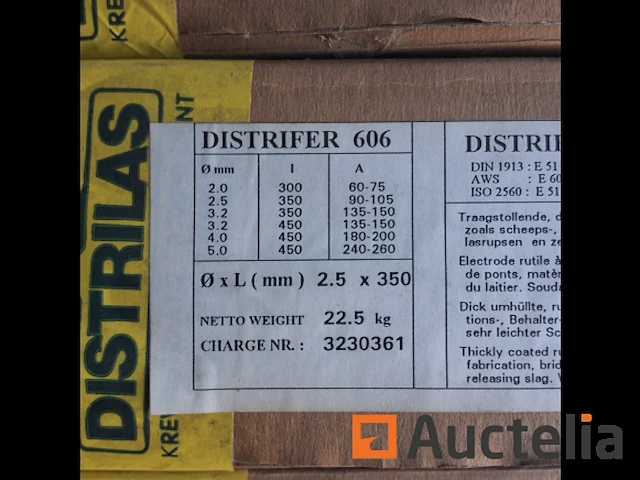 DISTRILAS
DISTRIFER 606
Ø mm I A
2.0 300 60-75
2.5 350 90-105
3.2 350 135-150
3.2 450 135-150
4.0 450 180-200
5.0 450 240-260
Ø x L ( mm ) 2.5 x 350
NETTO WEIGHT 22.5 kg
CHARGE NR. : 3230361
DISTRIF
DIN 1913 : E 51
AWS : E 60
ISO 2560 : E 51
Traagstollende, d
zoals scheeps-,
lasrupsen en ze
Electrode rutile à
de ponts, matèr
du laitier. Souda
Dick umhüllte, ru
tions-, Behälter-
sehr leichter Sc
Thickly coated ru
fabrication, brid
releasing slag. W
Auctelia